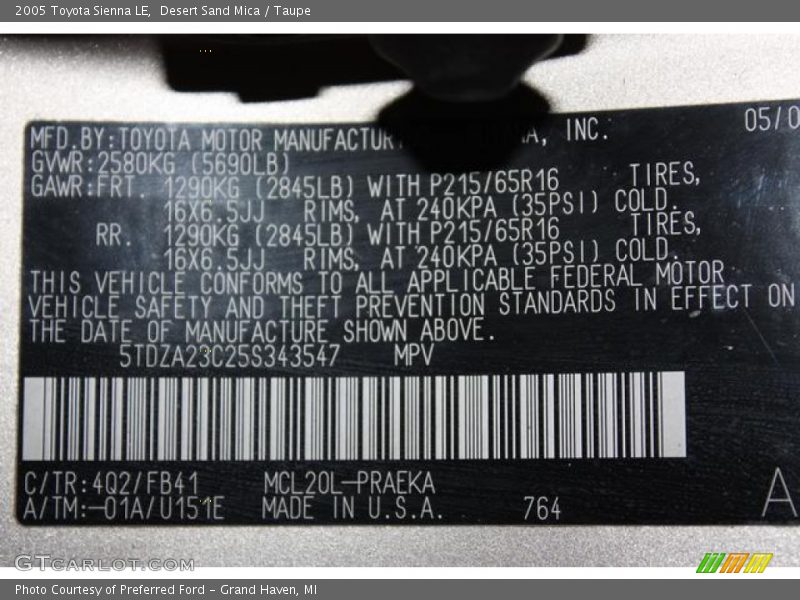 2005 Toyota Sienna LE, Desert Sand Mica / Taupe
MFD.BY:TOYOTA MOTOR INC. 05/0
GVWR:2580KG (5690LB)
GAWR:FRT. 1290KG (2845LB) WITH P215/65R16 TIRES,
16X6.5JJ RIMS, AT 240KPA (35PSI) COLD.
RR. 1290KG (2845LB) WITH P215/65R16 TIRES,
16X6.5JJ RIMS, AT 240KPA (35PSI) COLD.
THIS VEHICLE CONFORMS TO ALL APPLICABLE FEDERAL MOTOR
VEHICLE SAFETY AND THEFT PREVENTION STANDARDS IN EFFECT ON
THE DATE OF MANUFACTURE SHOWN ABOVE.
5TDZA23C25S343547 MPV
C/TR:4Q2/FB41 MCL20L-PRAEKA
A/TM:-01A/U151E MADE IN U.S.A. 764 A
GTCARLOT.COM
Photo Courtesy of Preferred Ford - Grand Haven, MI